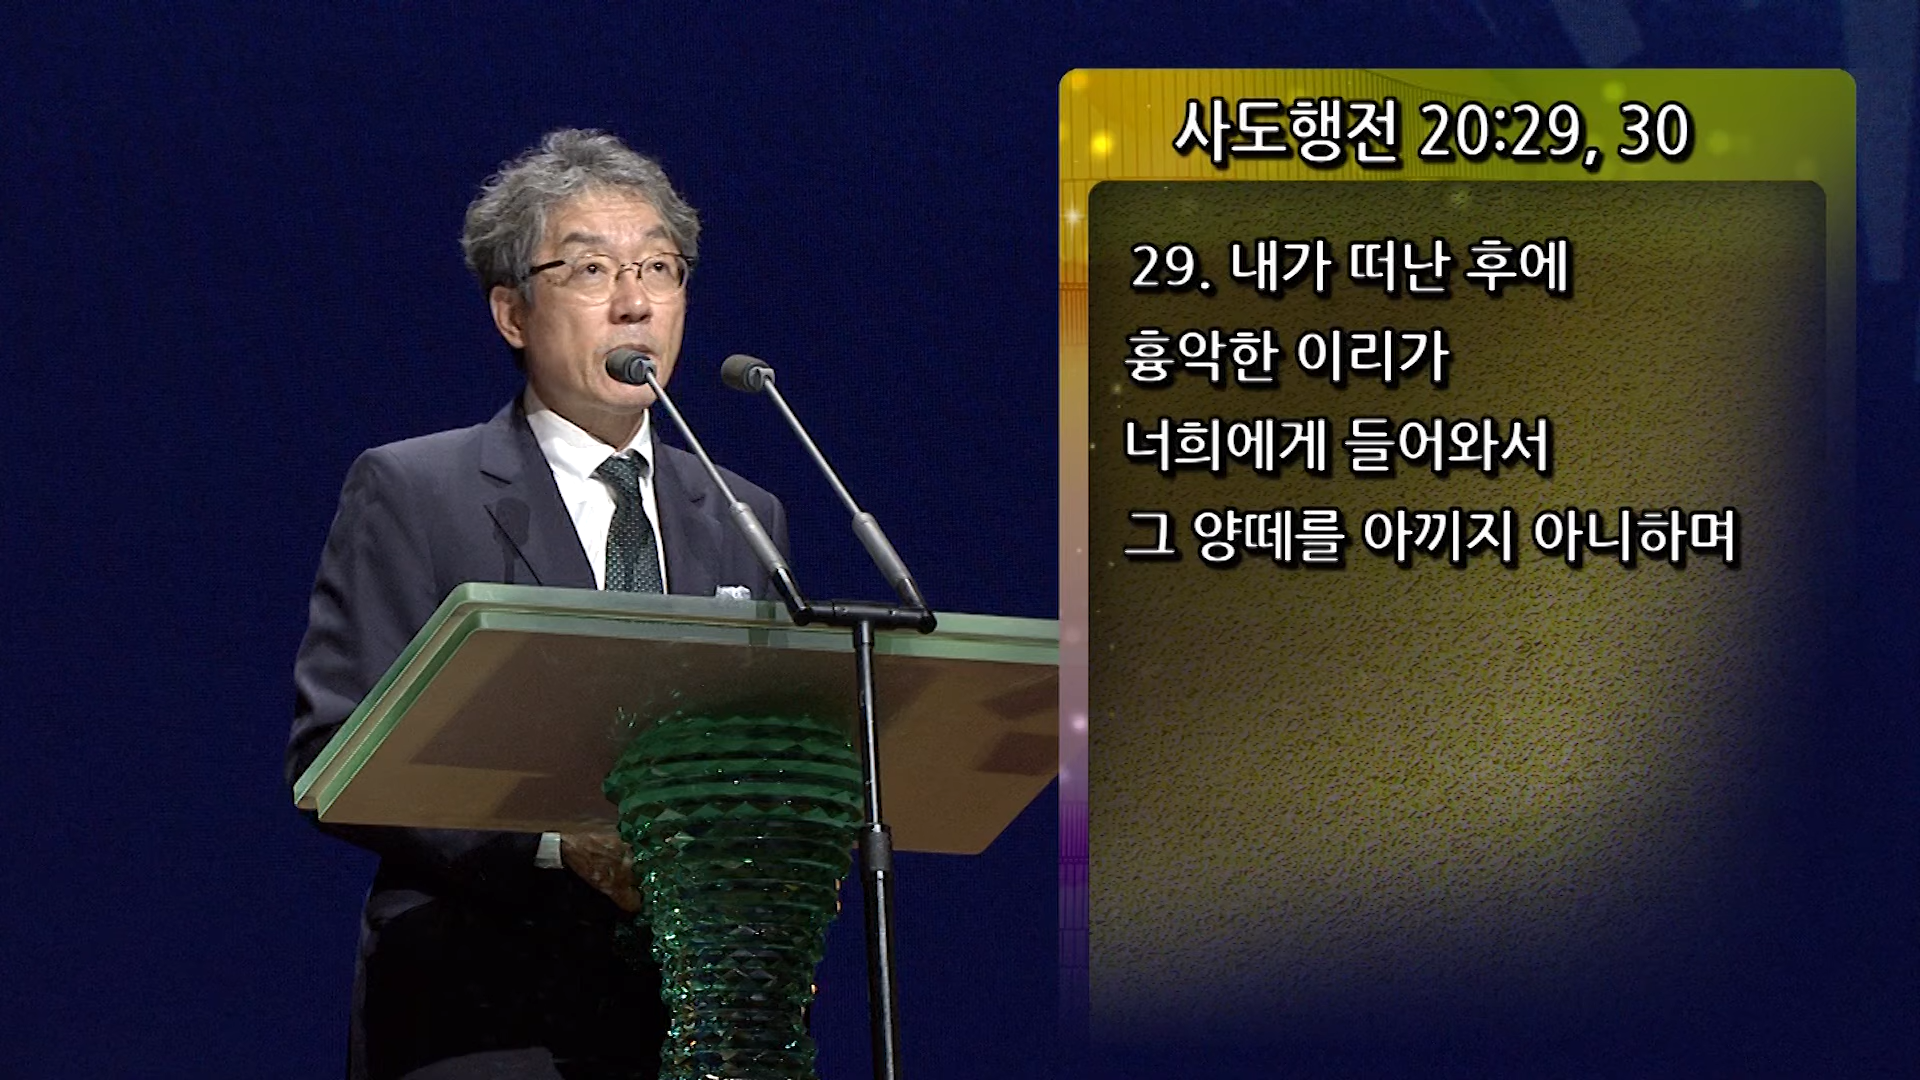 사도행전 20:29, 30
29. 내가 떠난 후에
흉악한 이리가
너희에게 들어와서
그 양떼를 아끼지 아니하며